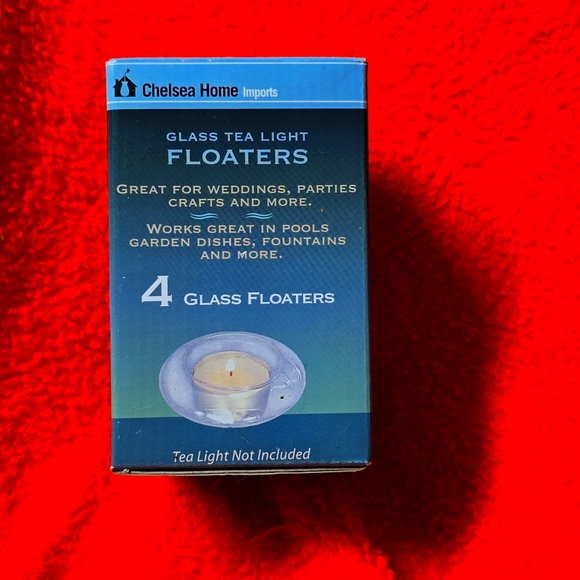 Chelsea Home Imports
GLASS TEA LIGHT
FLOATERS
GREAT FOR WEDDINGS, PARTIES
CRAFTS AND MORE.
WORKS GREAT IN POOLS
GARDEN DISHES, FOUNTAINS
AND MORE.
4 GLASS FLOATERS
Tea Light Not Included